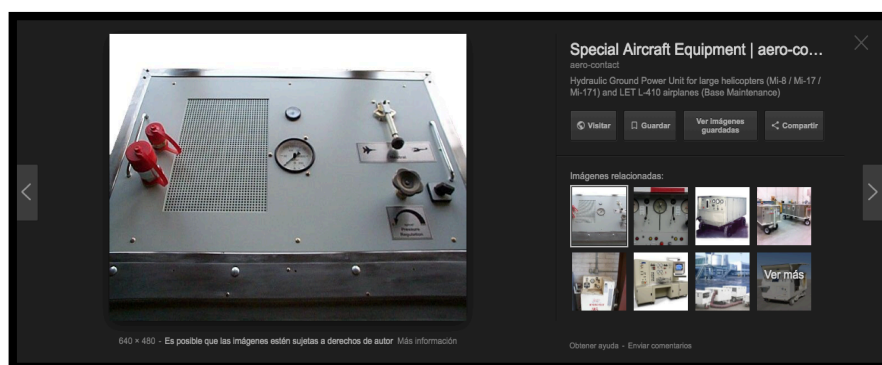 Special Aircraft Equipment | aero-co...
aero-contact
Hydraulic Ground Power Unit for large helicopters (Mi-8 / Mi-17 /
Mi-171) and LET L-410 airplanes (Base Maintenance)
Visitar
Guardar
Ver imágenes
guardadas
Compartir
Imágenes relacionadas:
Ver más
Pressure
Regulation
640 × 480 - Es posible que las imágenes estén sujetas a derechos de autor Más información
Obtener ayuda - Enviar comentarios